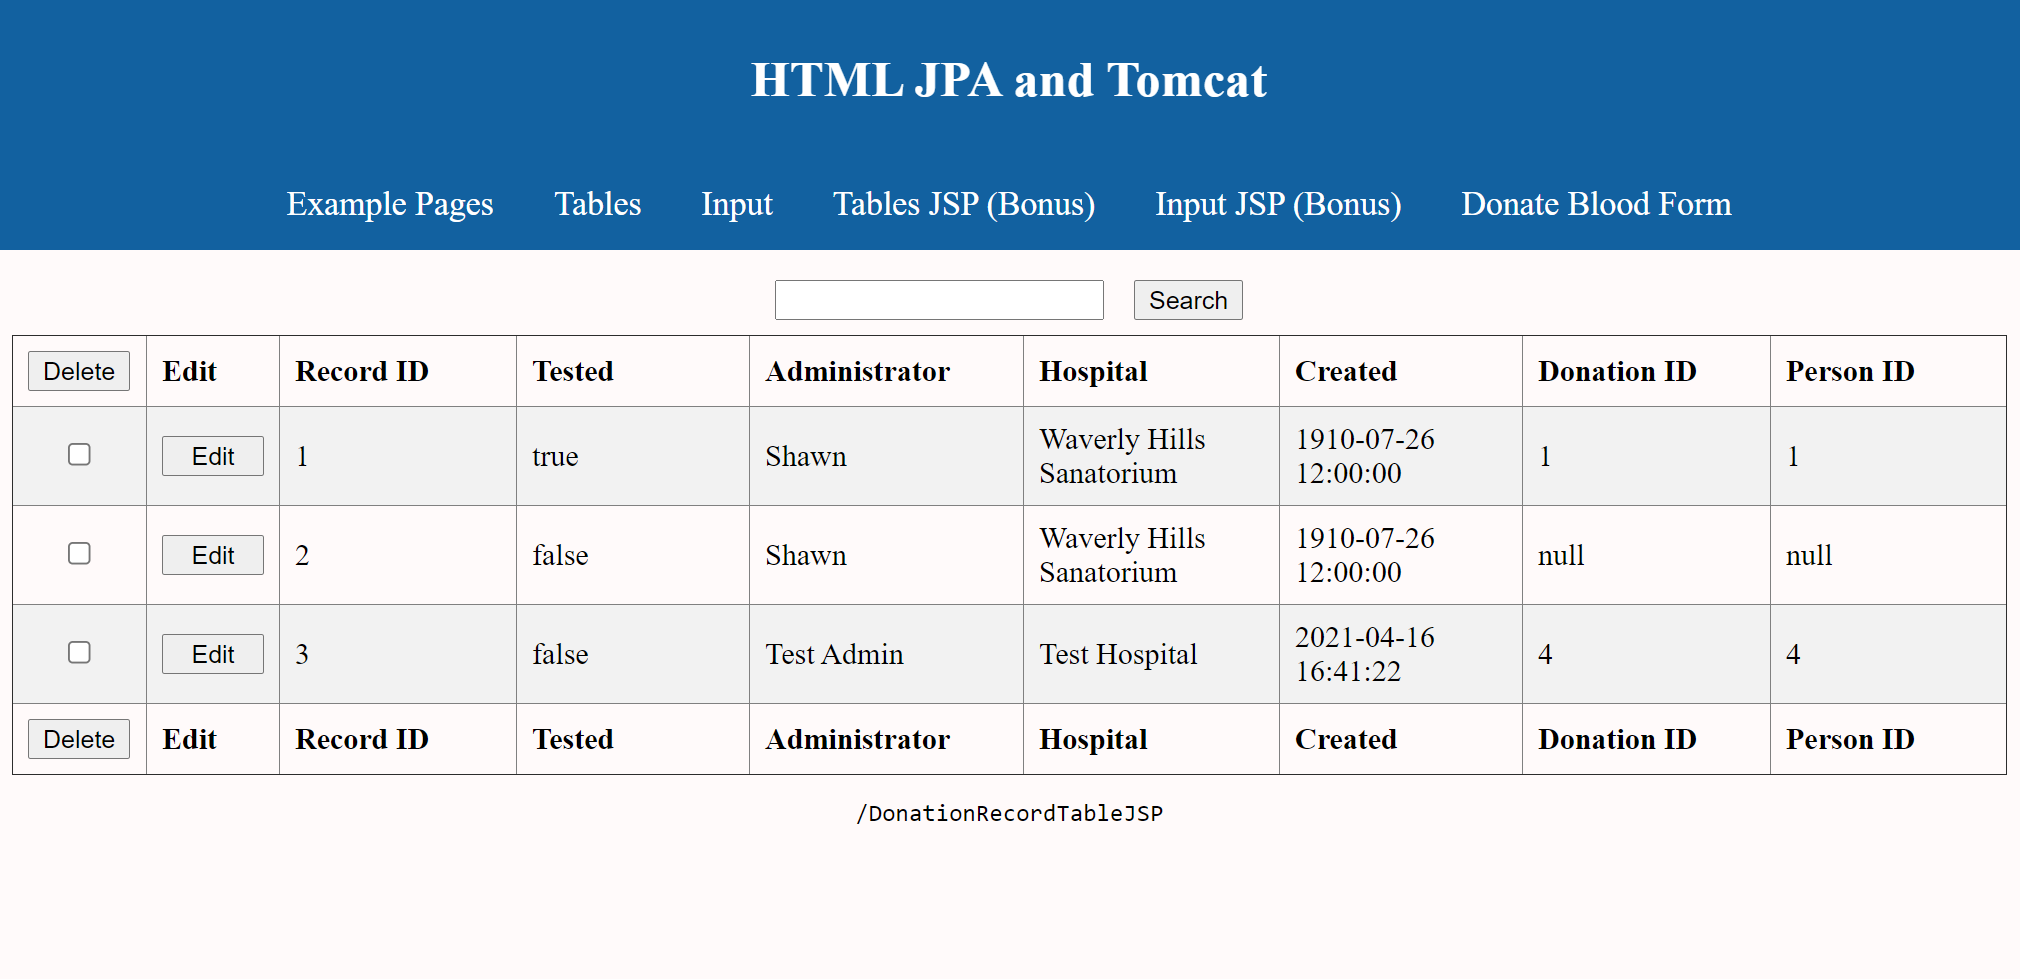 HTML JPA and Tomcat
Example Pages Tables Input Tables JSP (Bonus) Input JSP (Bonus) Donate Blood Form
Search
Delete Edit Record ID Tested Administrator Hospital Created Donation ID Person ID
Edit 1 true Shawn Waverly Hills Sanatorium 1910-07-26 12:00:00 1 1
Edit 2 false Shawn Waverly Hills Sanatorium 1910-07-26 12:00:00 null null
Edit 3 false Test Admin Test Hospital 2021-04-16 16:41:22 4 4
Delete Edit Record ID Tested Administrator Hospital Created Donation ID Person ID
/DonationRecordTableJSP